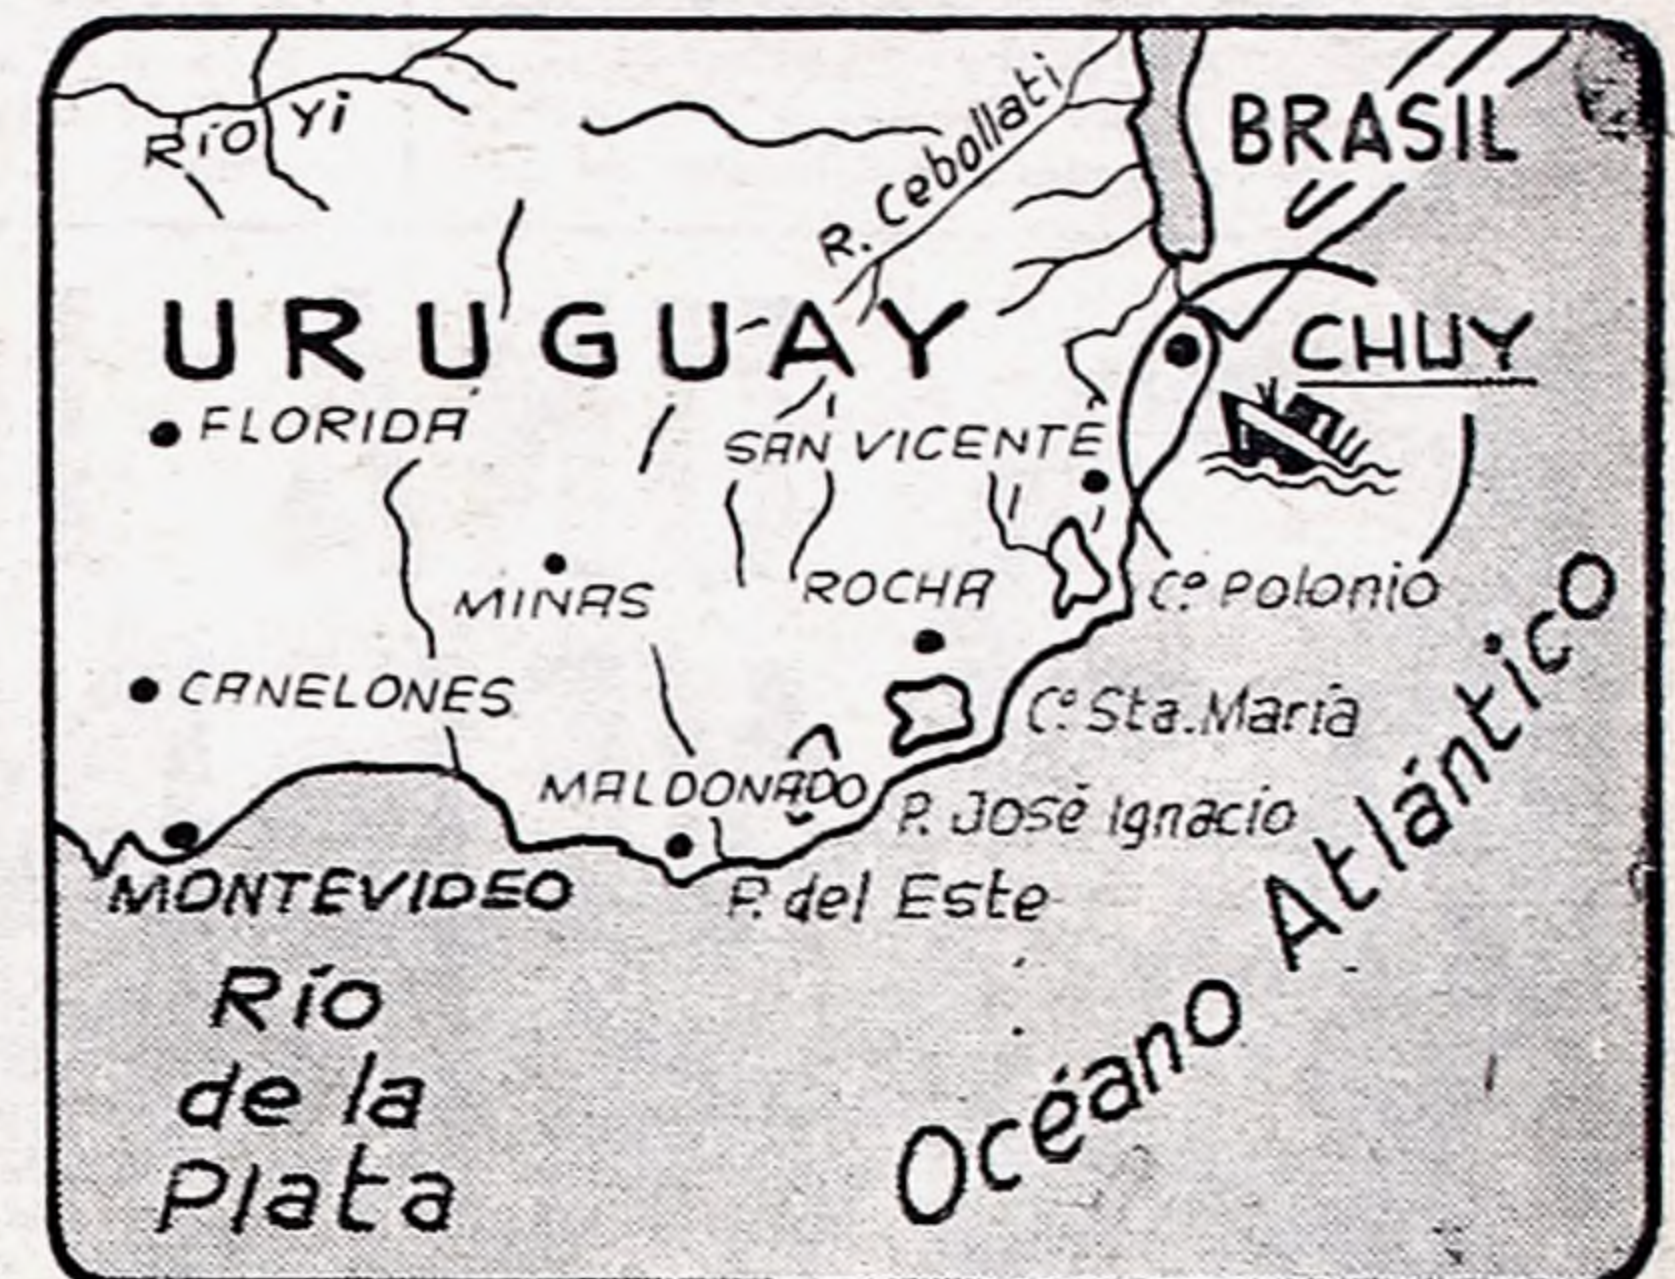 Río Yi
R. Cebollati
BRASIL
URUGUAY
CHUY
FLORIDA
SAN VICENTE
MINAS
ROCHA
Cº Polonio
CANELONES
Cº Sta. María
MALDONADO
P. José Ignacio
MONTEVIDEO
P. del Este
Río
de la
Plata
Océano Atlántico